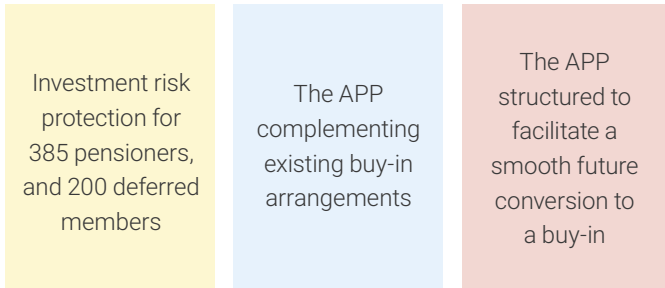 Investment risk
protection for
385 pensioners,
and 200 deferred
members
The APP
complementing
existing buy-in
arrangements
The APP
structured to
facilitate a
smooth future
conversion to
a buy-in